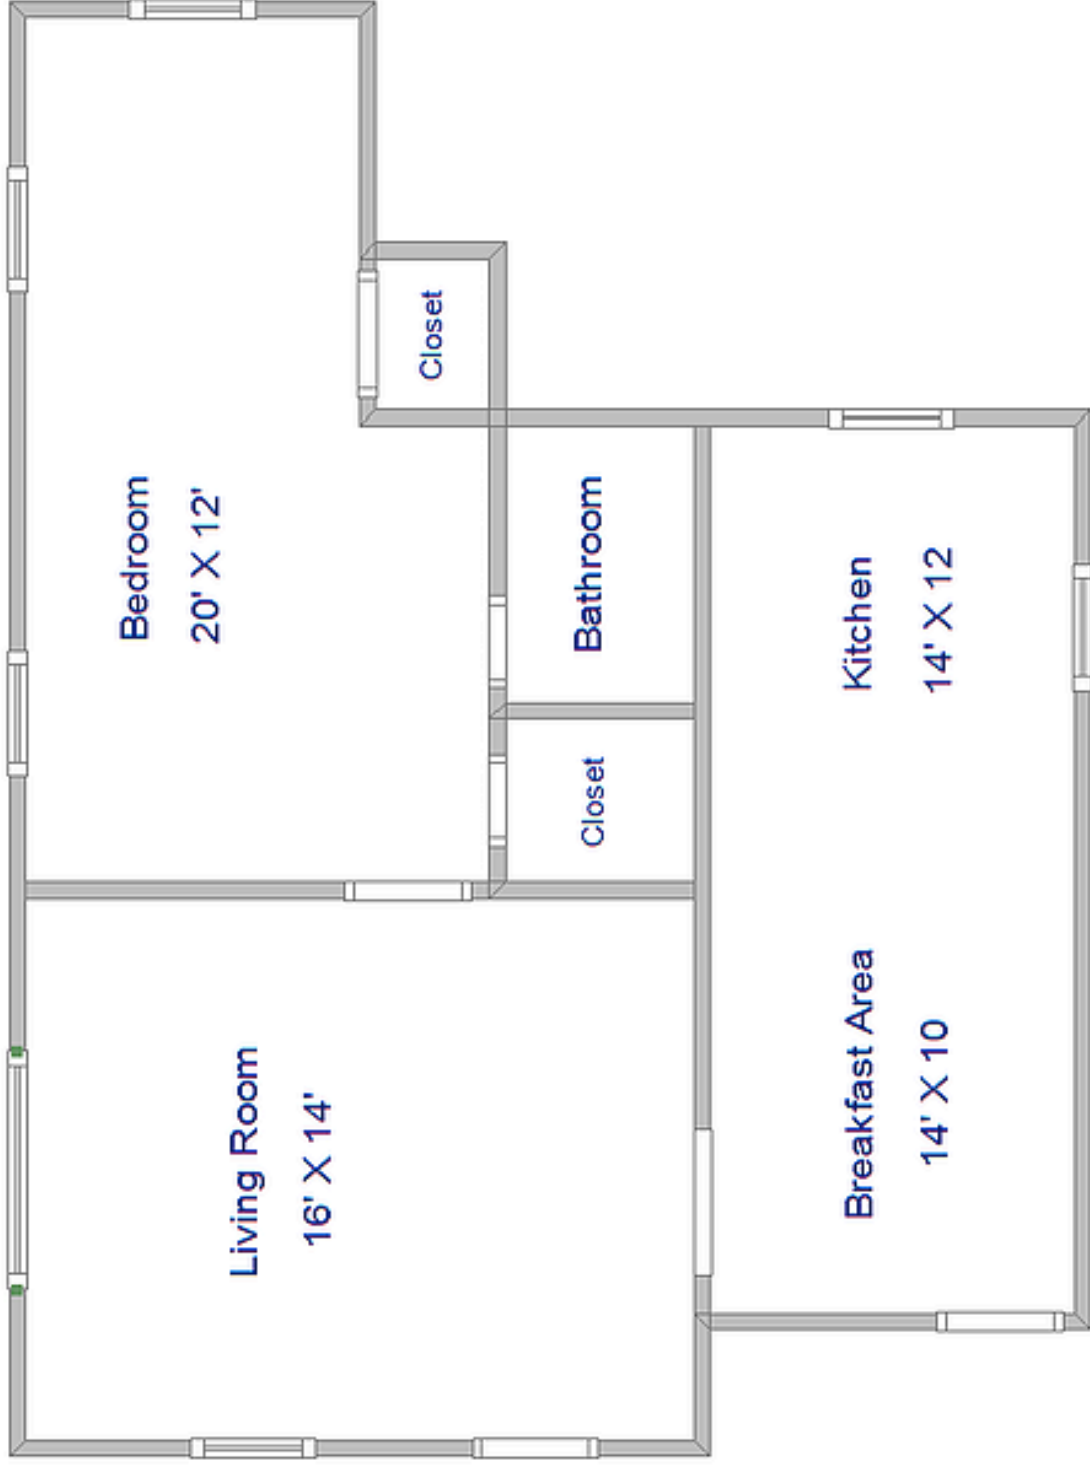 Bedroom
20' X 12'
Closet
Bathroom
Closet
Kitchen
14' X 12
Living Room
16' X 14'
Breakfast Area
14' X 10